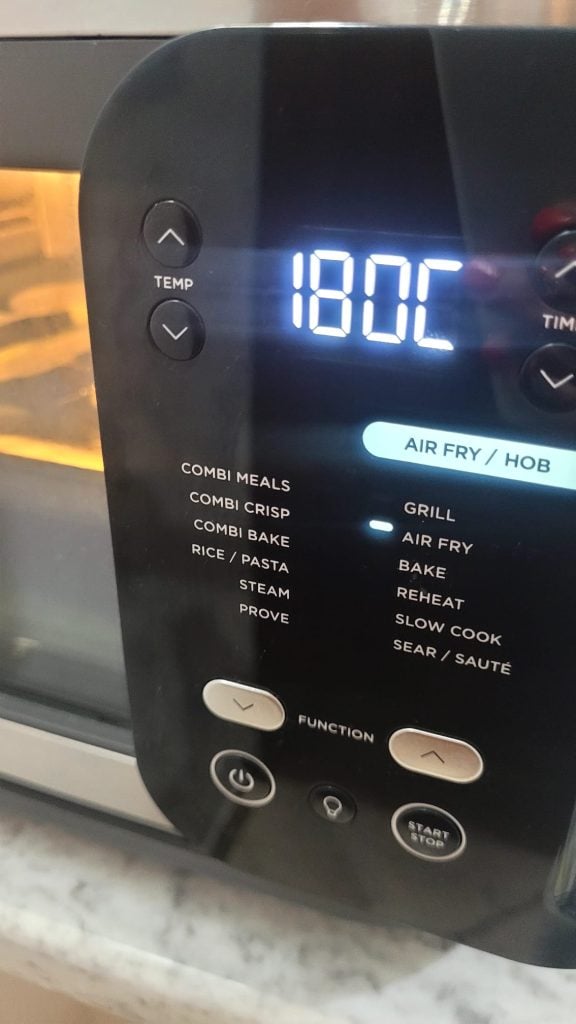 TEMP
180C
AIR FRY / HOB
COMBI MEALS
COMBI CRISP
COMBI BAKE
RICE / PASTA
STEAM
PROVE
GRILL
AIR FRY
BAKE
REHEAT
SLOW COOK
SEAR / SAUTÉ
FUNCTION
START
STOP